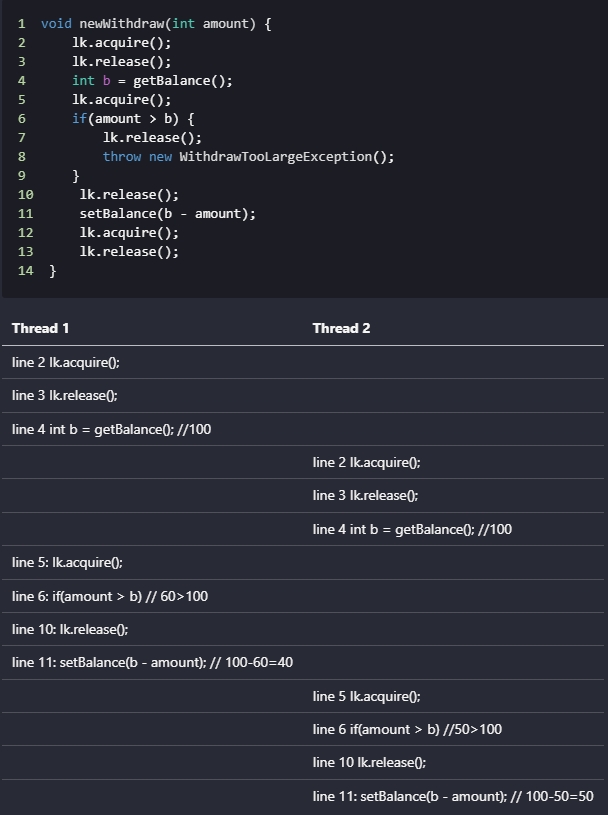 1 void newWithdraw(int amount) {
2 lk.acquire();
3 lk.release();
4 int b = getBalance();
5 lk.acquire();
6 if(amount > b) {
7 lk.release();
8 throw new WithdrawTooLargeException();
9 }
10 lk.release();
11 setBalance(b - amount);
12 lk.acquire();
13 lk.release();
14 }
Thread 1 Thread 2
line 2 lk.acquire();
line 3 lk.release();
line 4 int b = getBalance(); //100
line 2 lk.acquire();
line 3 lk.release();
line 4 int b = getBalance(); //100
line 5: lk.acquire();
line 6: if(amount > b) // 60>100
line 10: lk.release();
line 11: setBalance(b - amount); // 100-60=40
line 5 lk.acquire();
line 6 if(amount > b) //50>100
line 10 lk.release();
line 11: setBalance(b - amount); // 100-50=50